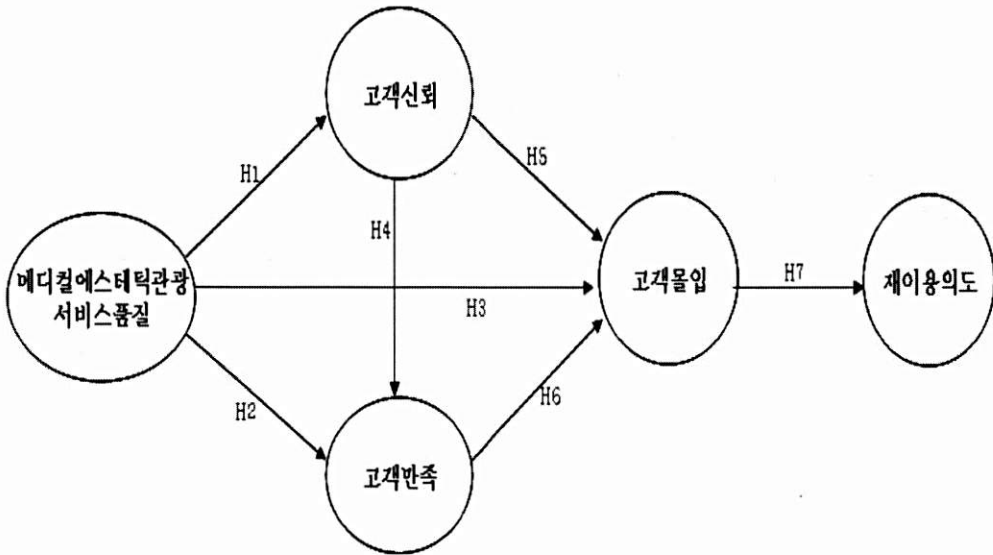 고객신뢰
H1
H5
H4
메디컬에스테틱관광
서비스품질
H3
고객몰입
H7
재이용의도
H2
H6
고객만족